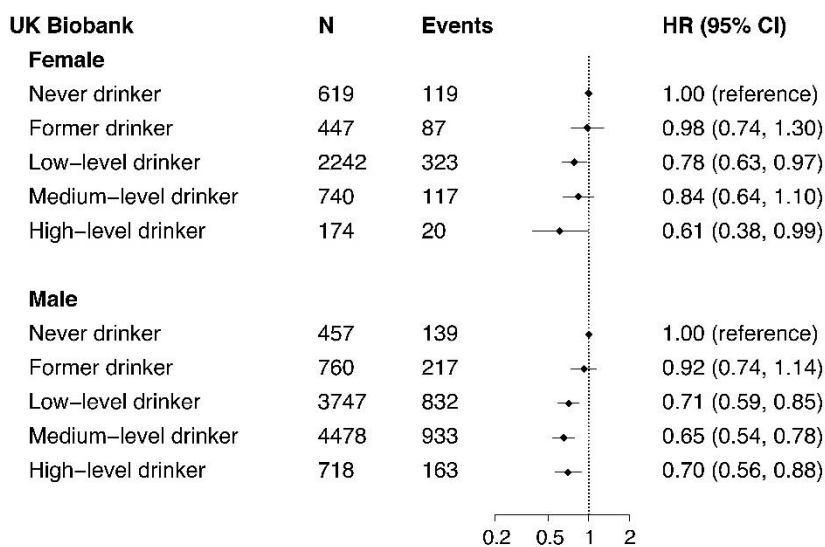 UK Biobank N Events HR (95% CI)
Female
Never drinker 619 119 1.00 (reference)
Former drinker 447 87 0.98 (0.74, 1.30)
Low−level drinker 2242 323 0.78 (0.63, 0.97)
Medium−level drinker 740 117 0.84 (0.64, 1.10)
High−level drinker 174 20 0.61 (0.38, 0.99)
Male
Never drinker 457 139 1.00 (reference)
Former drinker 760 217 0.92 (0.74, 1.14)
Low−level drinker 3747 832 0.71 (0.59, 0.85)
Medium−level drinker 4478 933 0.65 (0.54, 0.78)
High−level drinker 718 163 0.70 (0.56, 0.88)
0.2 0.5 1 2